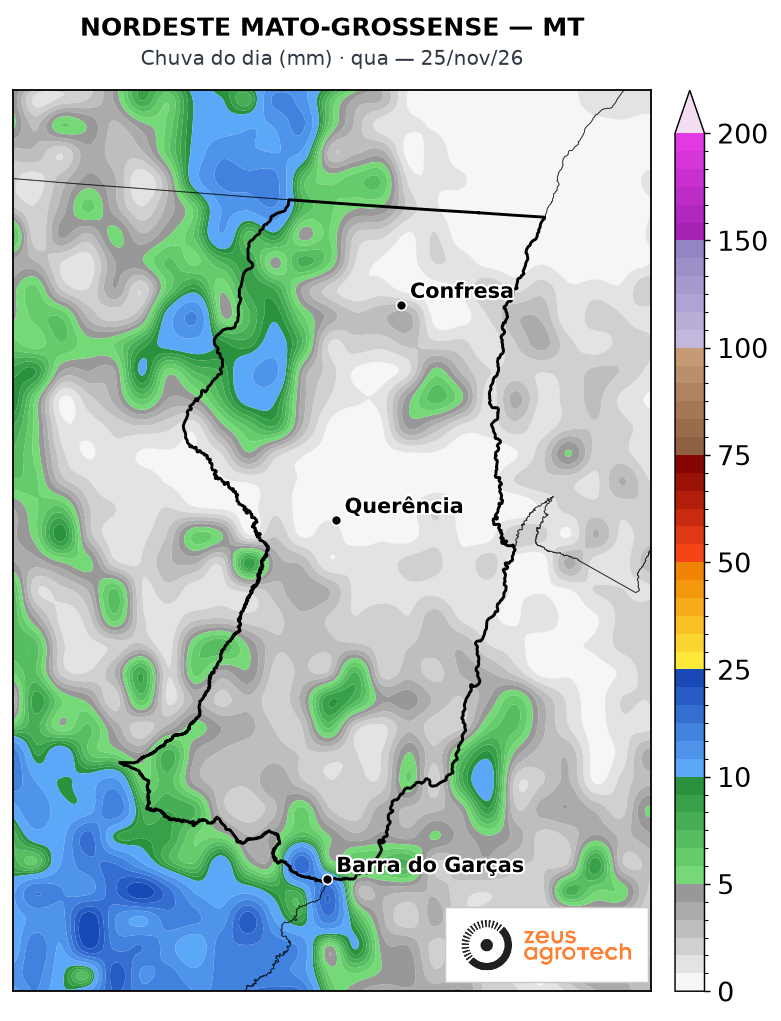 NORDESTE MATO-GROSSENSE — MT
Chuva do dia (mm) · qua — 25/nov/26
200
150
100
75
50
25
10
5
0
Confresa
Querência
Barra do Garças
zeus
agrotech